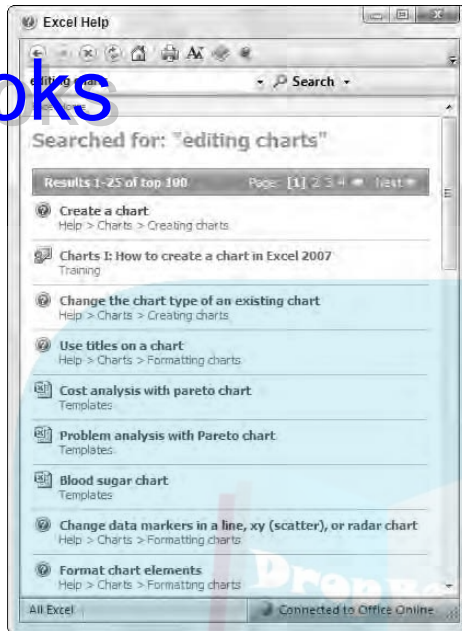 Excel Help
Search
oks
Searched for: "editing charts"
Results 1-25 of top 100 Page: [1] 2 3 4 Next
Create a chart
Help > Charts > Creating charts
Charts I: How to create a chart in Excel 2007
Training
Change the chart type of an existing chart
Help > Charts > Creating charts
Use titles on a chart
Help > Charts > Formatting charts
Cost analysis with pareto chart
Templates
Problem analysis with Pareto chart
Templates
Blood sugar chart
Templates
Change data markers in a line, xy (scatter), or radar chart
Help > Charts > Formatting charts
Format chart elements
Help > Charts > Formatting charts
All Excel
Connected to Office Online